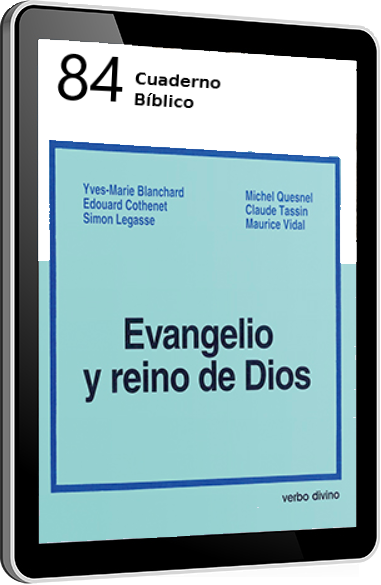 84
Cuaderno
Bíblico
Yves-Marie Blanchard
Edouard Cothenet
Simon Legasse
Michel Quesnel
Claude Tassin
Maurice Vidal
Evangelio
y reino de Dios
verbo divino